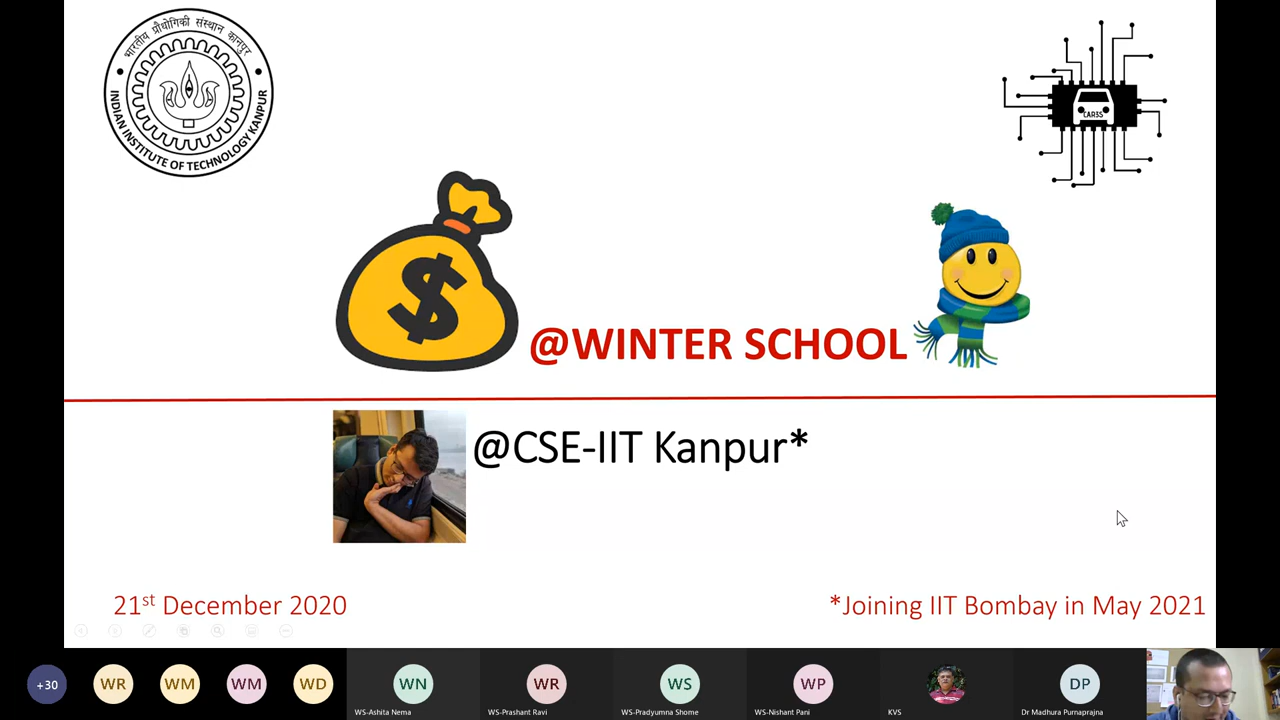 भारतीय प्रौद्योगिकी संस्थान कानपुर
INDIAN INSTITUTE OF TECHNOLOGY KANPUR
CAR3S
$
@WINTER SCHOOL
@CSE-IIT Kanpur*
21st December 2020
*Joining IIT Bombay in May 2021
+30
WR
WM
WM
WD
WN
WS-Ashita Nema
WR
WS-Prashant Ravi
WS
WS-Pradyumna Shome
WP
WS-Nishant Pani
KVS
DP
Dr Madhura Purnaprajna